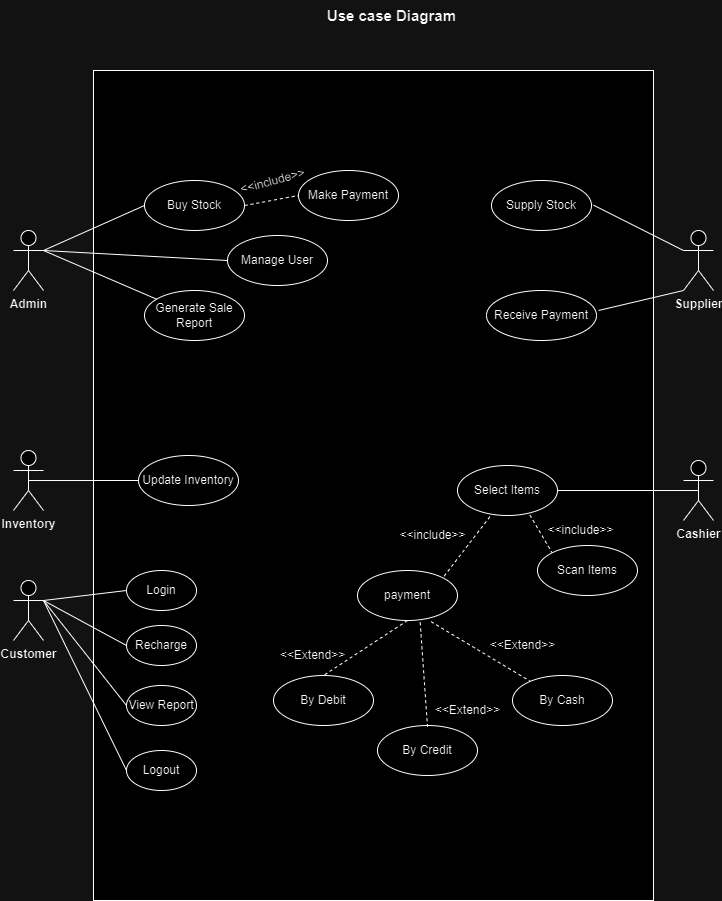 Use case Diagram
<<include>>
Buy Stock
Make Payment
Supply Stock
Manage User
Admin
Generate Sale
Report
Receive Payment
Supplier
Update Inventory
Inventory
Select Items
Cashier
<<include>>
<<include>>
Scan Items
Login
payment
Customer
Recharge
<<Extend>>
<<Extend>>
View Report
By Debit
By Cash
<<Extend>>
By Credit
Logout